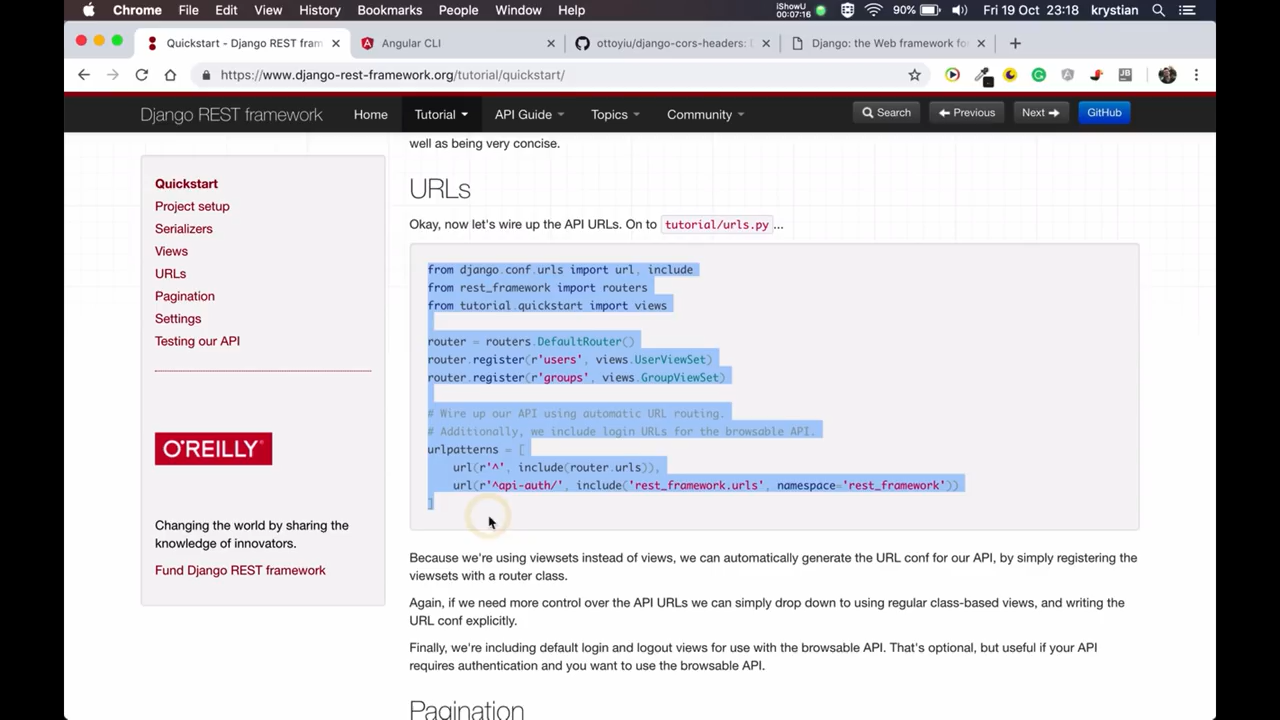 Chrome File Edit View History Bookmarks People Window Help iShowU 00:07:16 90% Fri 19 Oct 23:18 krystian
Quickstart - Django REST fram Angular CLI ottoyiu/django-cors-headers: Django: the Web framework for
https://www.django-rest-framework.org/tutorial/quickstart/
Django REST framework Home Tutorial API Guide Topics Community Search Previous Next GitHub
Quickstart
Project setup
Serializers
Views
URLs
Pagination
Settings
Testing our API
O'REILLY®
Changing the world by sharing the
knowledge of innovators.
Fund Django REST framework
well as being very concise.
URLs
Okay, now let's wire up the API URLs. On to tutorial/urls.py...
from django.conf.urls import url, include
from rest_framework import routers
from tutorial.quickstart import views
router = routers.DefaultRouter()
router.register(r'users', views.UserViewSet)
router.register(r'groups', views.GroupViewSet)
# Wire up our API using automatic URL routing.
# Additionally, we include login URLs for the browsable API.
urlpatterns = [
url(r'^', include(router.urls)),
url(r'^api-auth/', include('rest_framework.urls', namespace='rest_framework'))
]
Because we're using viewsets instead of views, we can automatically generate the URL conf for our API, by simply registering the
viewsets with a router class.
Again, if we need more control over the API URLs we can simply drop down to using regular class-based views, and writing the
URL conf explicitly.
Finally, we're including default login and logout views for use with the browsable API. That's optional, but useful if your API
requires authentication and you want to use the browsable API.
Pagination